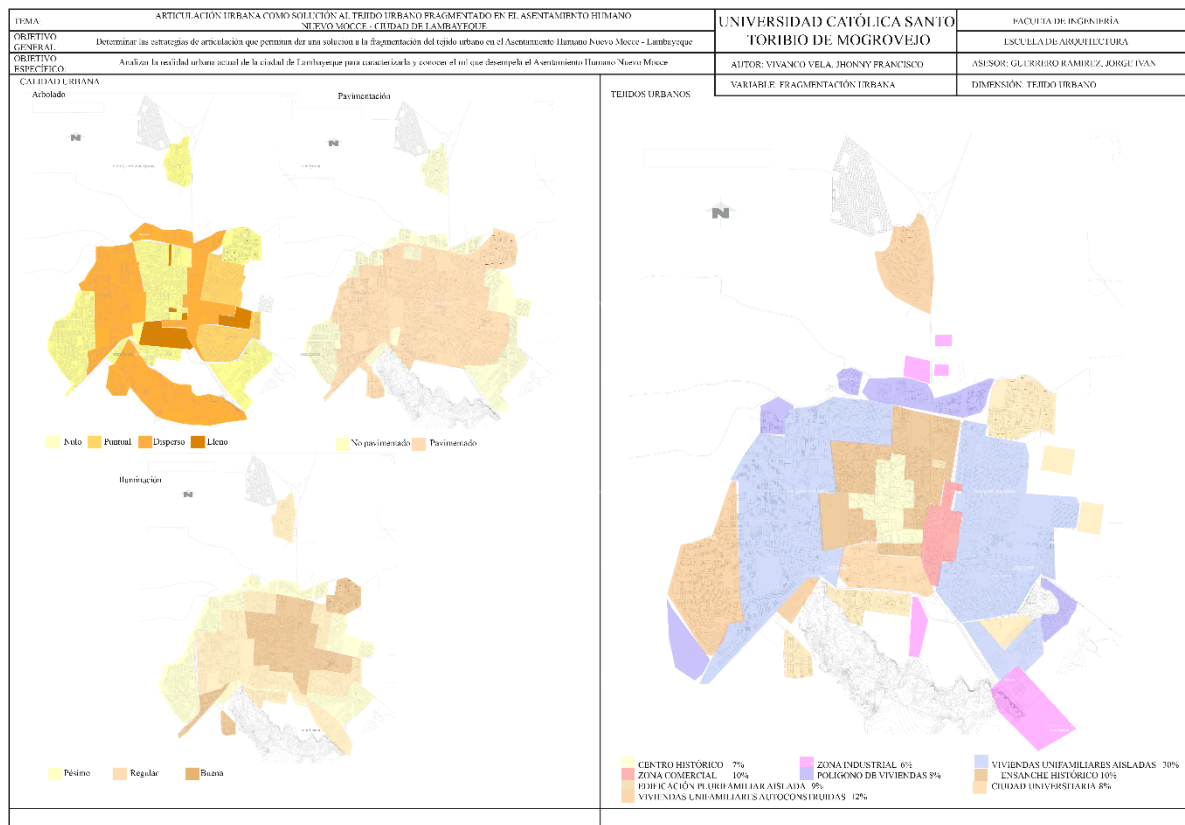 TEMA:
ARTICULACIÓN URBANA COMO SOLUCIÓN AL TEJIDO URBANO FRAGMENTADO EN EL ASENTAMIENTO HUMANO
NUEVO MOCCE - CIUDAD DE LAMBAYEQUE
OBJETIVO
GENERAL:
Determinar las estrategias de articulación que permitan dar una solución a la fragmentación del tejido urbano en el Asentamiento Humano Nuevo Mocce - Lambayeque
OBJETIVO
ESPECÍFICO:
Analizar la realidad urbana actual de la ciudad de Lambayeque para caracterizarla y conocer el rol que desempeña el Asentamiento Humano Nuevo Mocce
UNIVERSIDAD CATÓLICA SANTO
TORIBIO DE MOGROVEJO
FACULTA DE INGENIERÍA
ESCUELA DE ARQUITECTURA
AUTOR: VIVANCO VELA, JHONNY FRANCISCO
ASESOR: GUERRERO RAMIREZ, JORGE IVAN
VARIABLE: FRAGMENTACIÓN URBANA
DIMENSIÓN: TEJIDO URBANO
CALIDAD URBANA
Arbolado
Pavimentación
N
N
Nulo
Puntual
Disperso
Lleno
No pavimentado
Pavimentado
Iluminación
N
Pésimo
Regular
Buena
TEJIDOS URBANOS
N
CENTRO HISTÓRICO 7%
ZONA COMERCIAL 10%
EDIFICACIÓN PLURIFAMILIAR AISLADA 9%
VIVIENDAS UNIFAMILIARES AUTOCONSTRUIDAS 12%
ZONA INDUSTRIAL 6%
POLIGONO DE VIVIENDAS 8%
VIVIENDAS UNIFAMILIARES AISLADAS 30%
ENSANCHE HISTÓRICO 10%
CIUDAD UNIVERSITARIA 8%